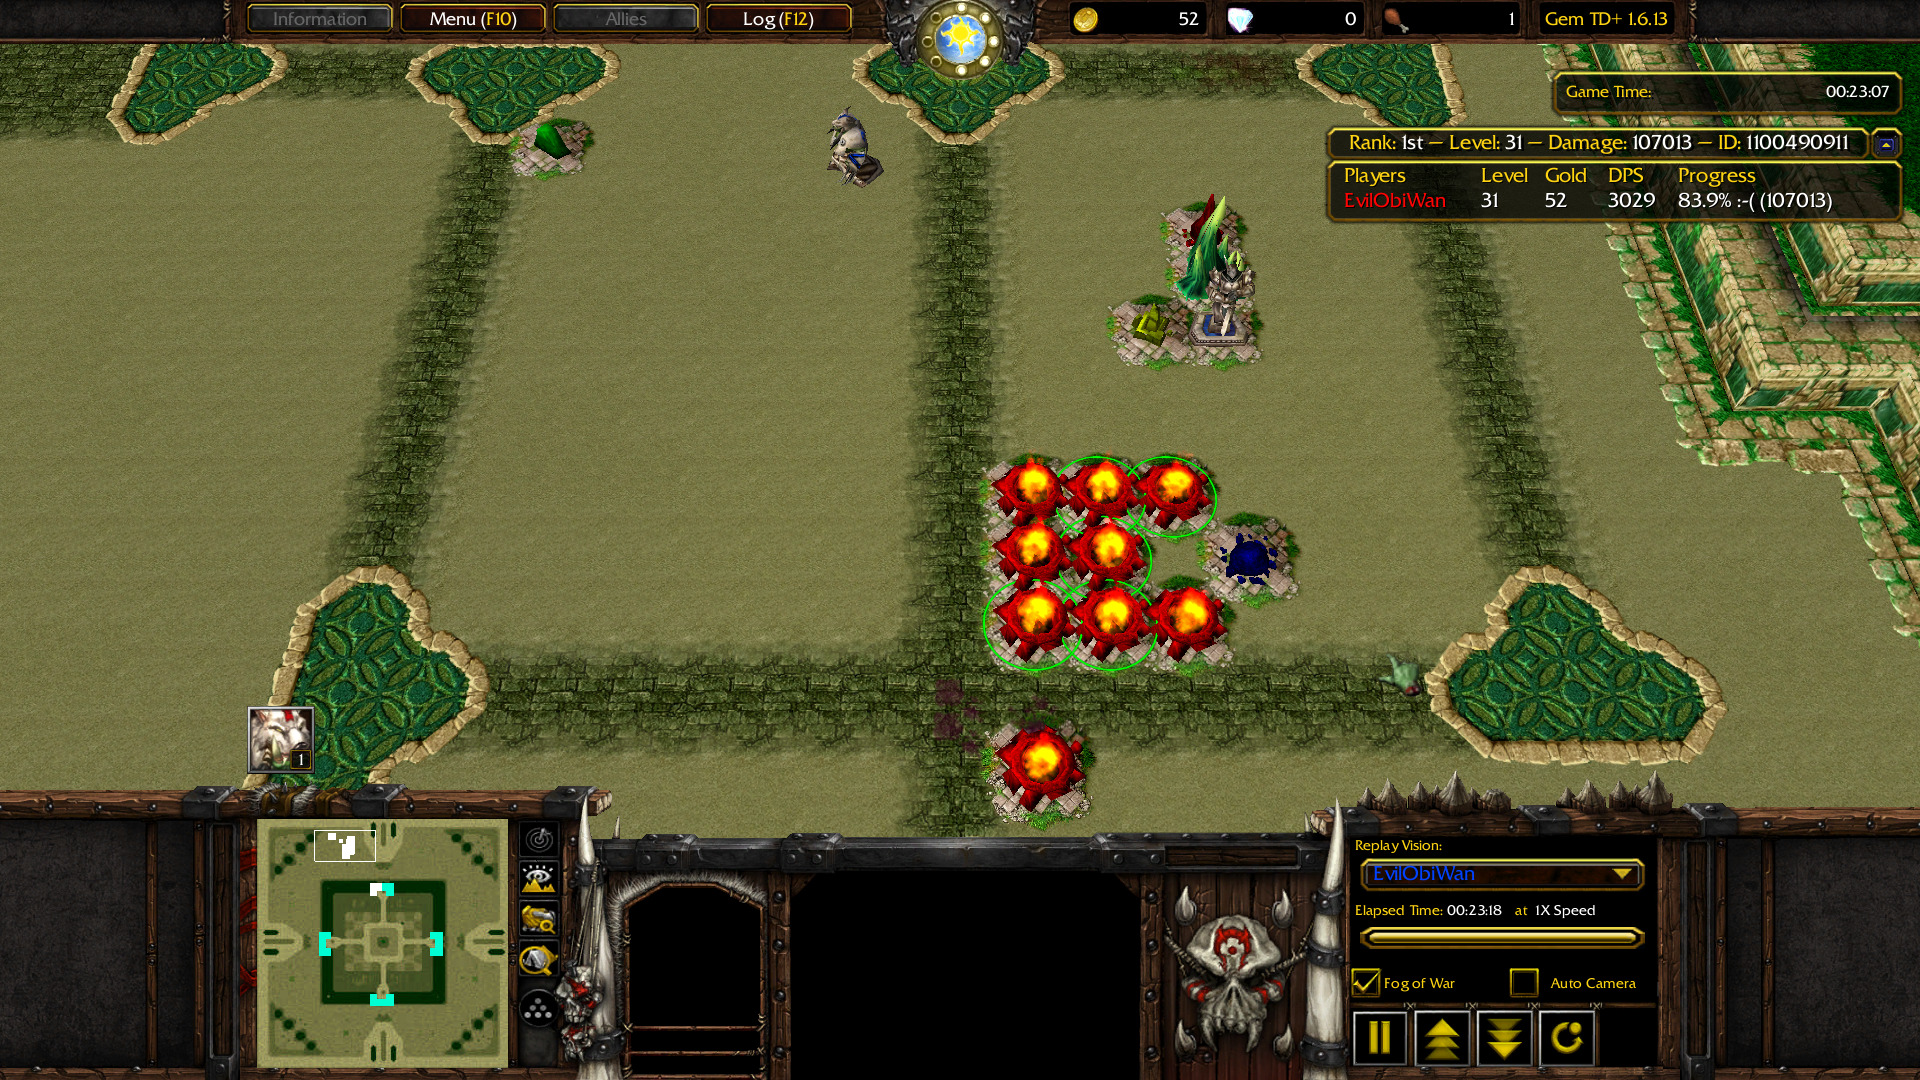 Information
Menu (F10)
Allies
Log (F12)
52
0
1
Gem TD+ 1.6.13
Game Time: 00:23:07
Rank: 1st – Level: 31 – Damage: 107013 – ID: 1100490911
Players Level Gold DPS Progress
EvilObiWan 31 52 3029 83.9% :-( (107013)
1
Replay Vision:
EvilObiWan
Elapsed Time: 00:23:18 at 1X Speed
Fog of War
Auto Camera